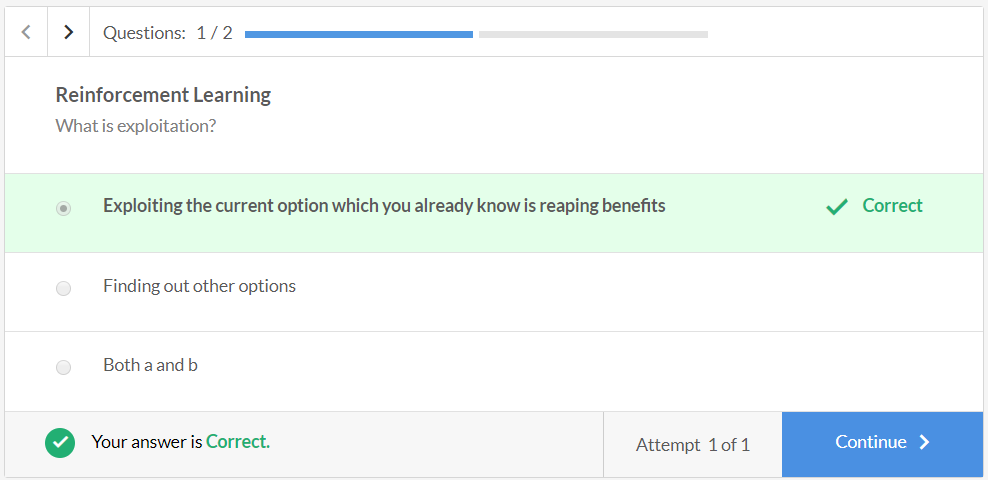 Questions: 1 / 2
Reinforcement Learning
What is exploitation?
Exploiting the current option which you already know is reaping benefits
Correct
Finding out other options
Both a and b
Your answer is Correct.
Attempt 1 of 1
Continue